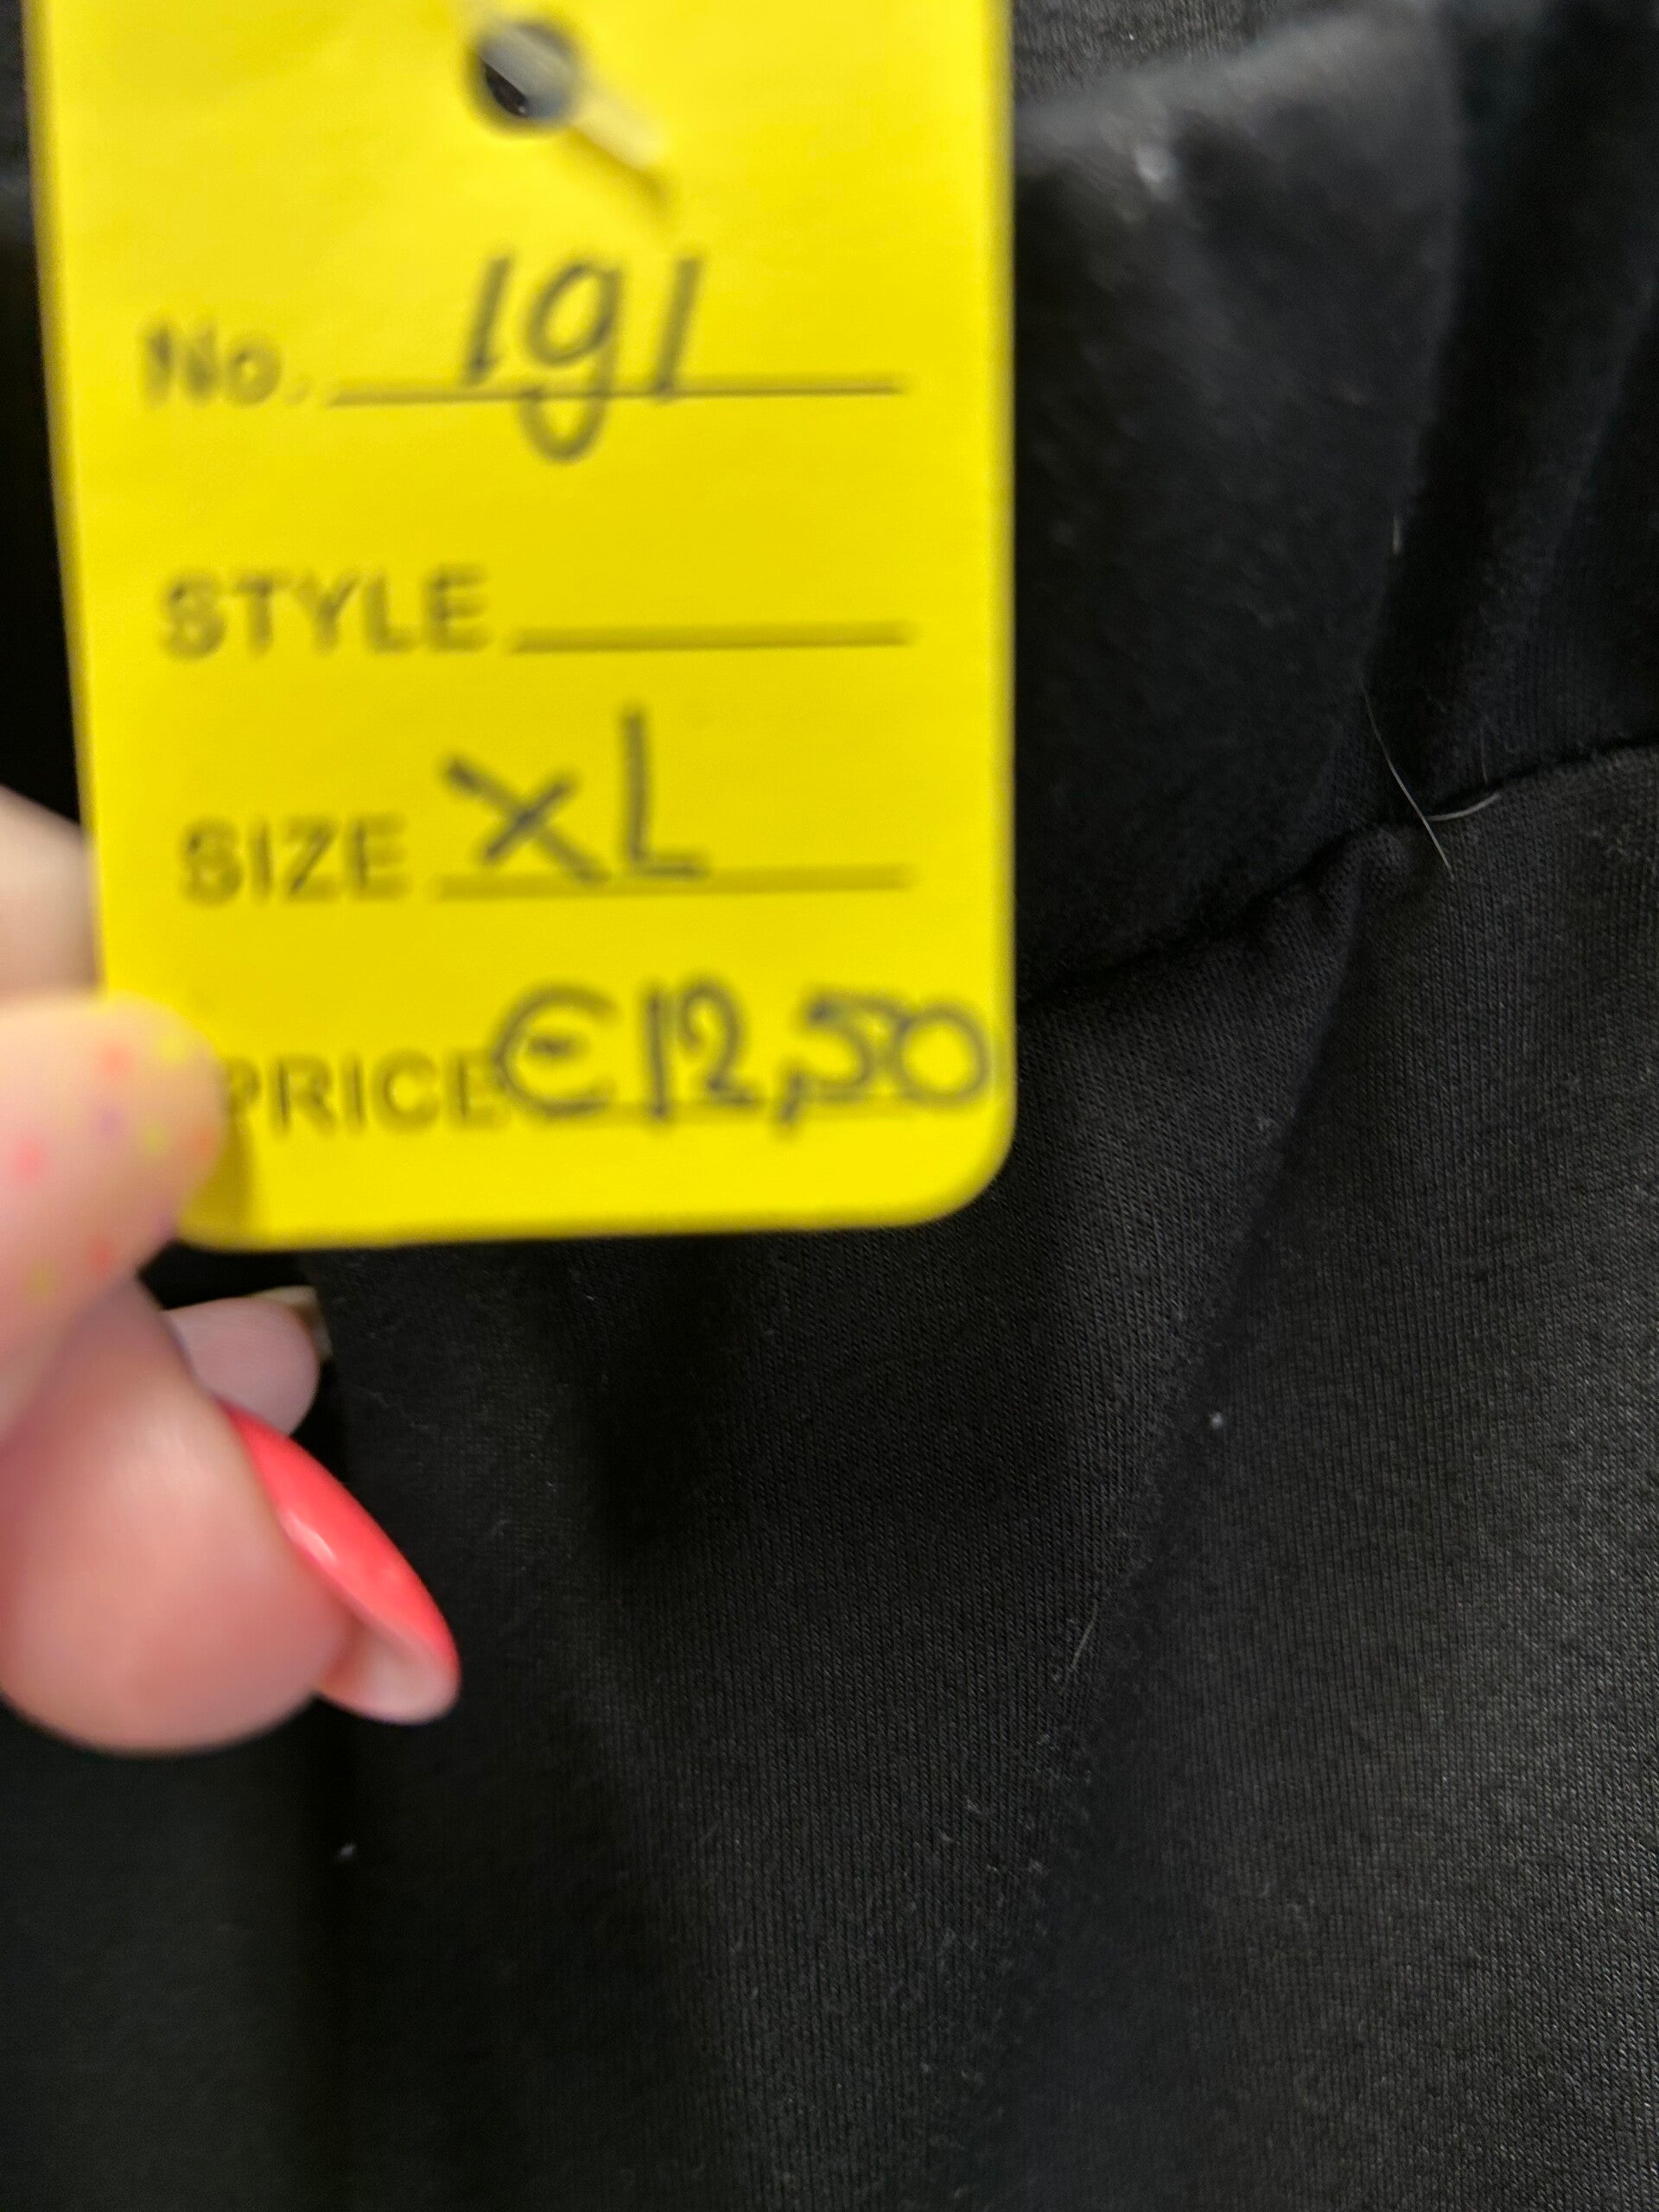 No. 191
STYLE
SIZE XL
PRICE €12,50